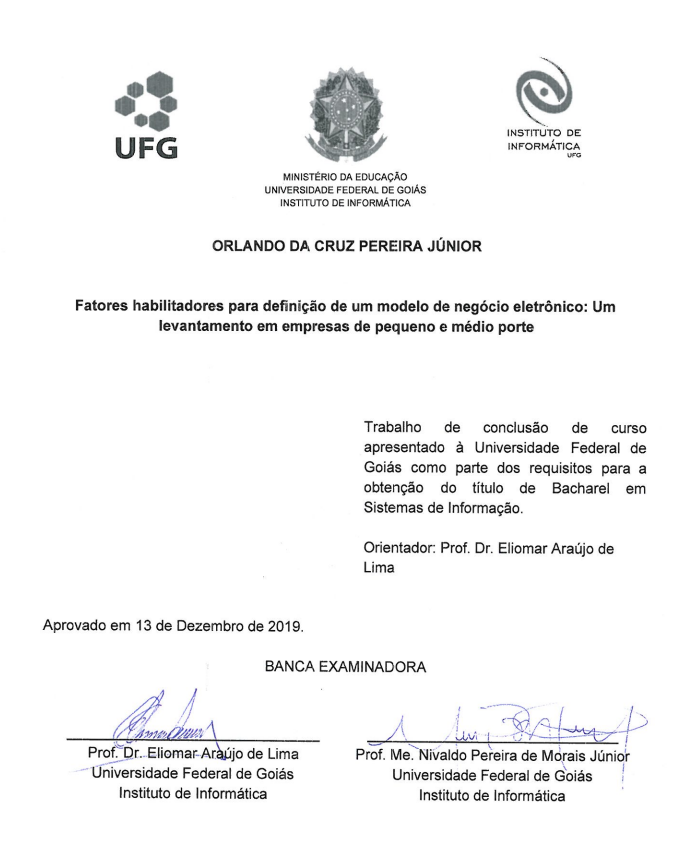 UFG
INSTITUTO DE
INFORMÁTICA
UFG
MINISTÉRIO DA EDUCAÇÃO
UNIVERSIDADE FEDERAL DE GOIÁS
INSTITUTO DE INFORMÁTICA
ORLANDO DA CRUZ PEREIRA JÚNIOR
Fatores habilitadores para definição de um modelo de negócio eletrônico: Um
levantamento em empresas de pequeno e médio porte
Trabalho de conclusão de curso
apresentado à Universidade Federal de
Goiás como parte dos requisitos para a
obtenção do título de Bacharel em
Sistemas de Informação.
Orientador: Prof. Dr. Eliomar Araújo de
Lima
Aprovado em 13 de Dezembro de 2019.
BANCA EXAMINADORA
Prof. Dr. Eliomar Araújo de Lima
Universidade Federal de Goiás
Instituto de Informática
Prof. Me. Nivaldo Pereira de Morais Júnior
Universidade Federal de Goiás
Instituto de Informática